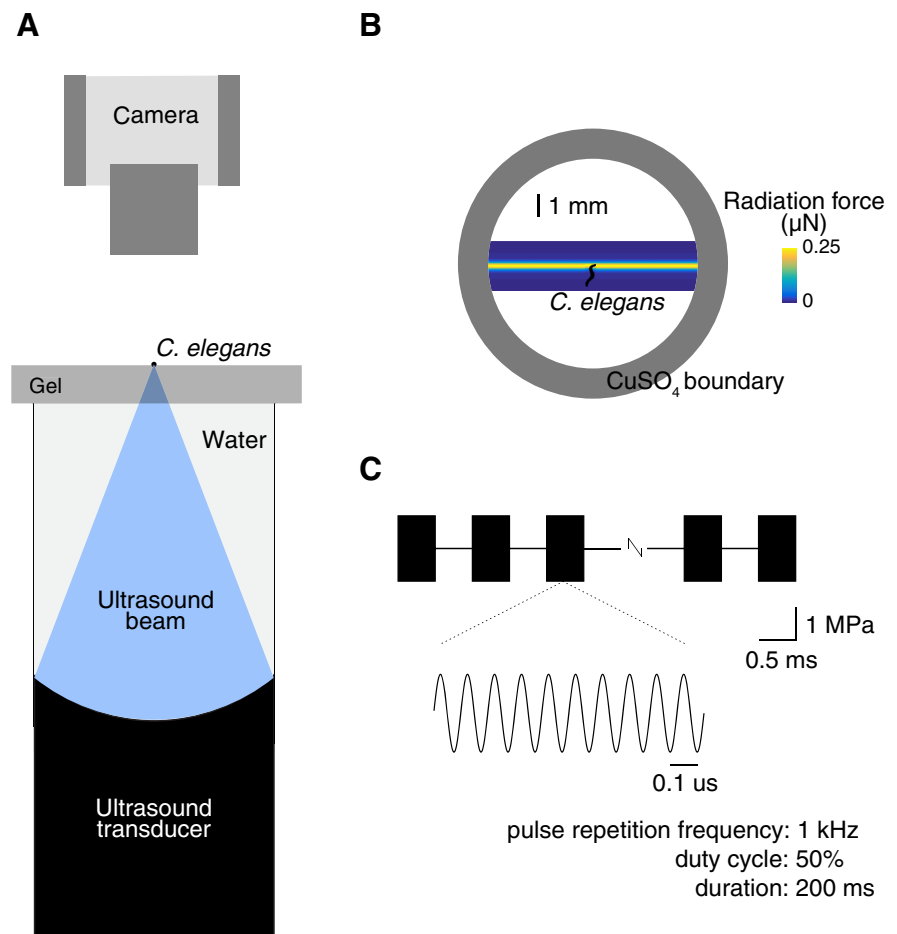 A
Camera
C. elegans
Gel
Water
Ultrasound
beam
Ultrasound
transducer
B
1 mm
C. elegans
CuSO₄ boundary
Radiation force
(µN)
0.25
0
C
1 MPa
0.5 ms
0.1 us
pulse repetition frequency: 1 kHz
duty cycle: 50%
duration: 200 ms